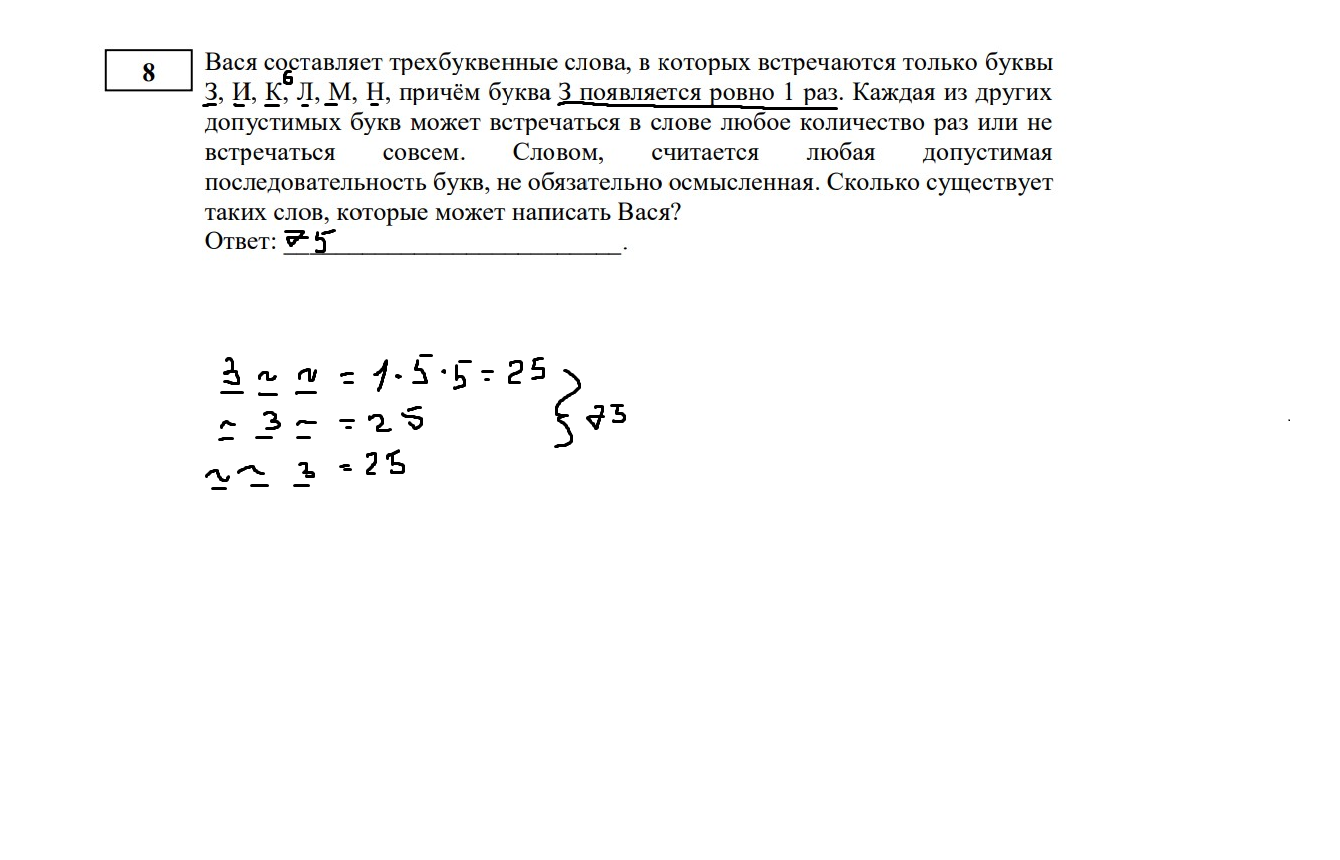 8
Вася составляет трехбуквенные слова, в которых встречаются только буквы
6
З, И, К, Л, М, Н, причём буква З появляется ровно 1 раз. Каждая из других
допустимых букв может встречаться в слове любое количество раз или не
встречаться совсем. Словом, считается любая допустимая
последовательность букв, не обязательно осмысленная. Сколько существует
таких слов, которые может написать Вася?
Ответ: 75.
З ~ ~ = 1·5·5=25
~ З ~ = 25 } 75
~ ~ З = 25